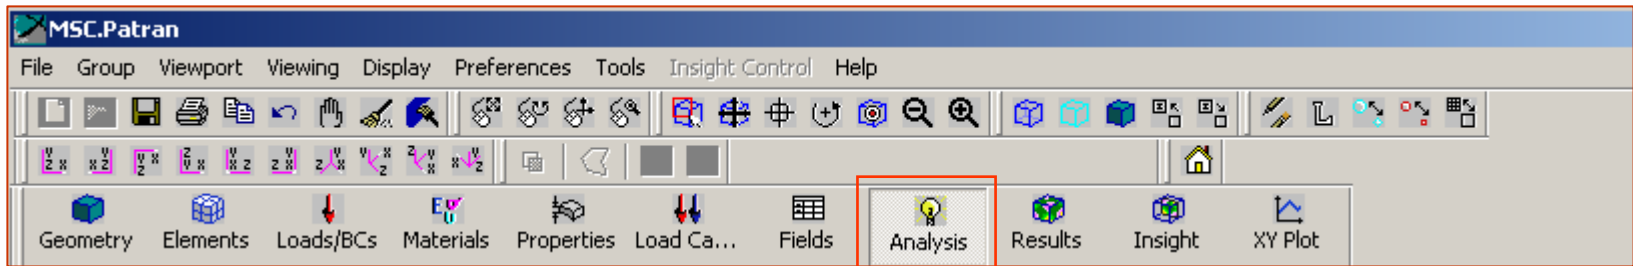 MSC.Patran
File Group Viewport Viewing Display Preferences Tools Insight Control Help
Geometry Elements Loads/BCs Materials Properties Load Ca... Fields Analysis Results Insight XY Plot